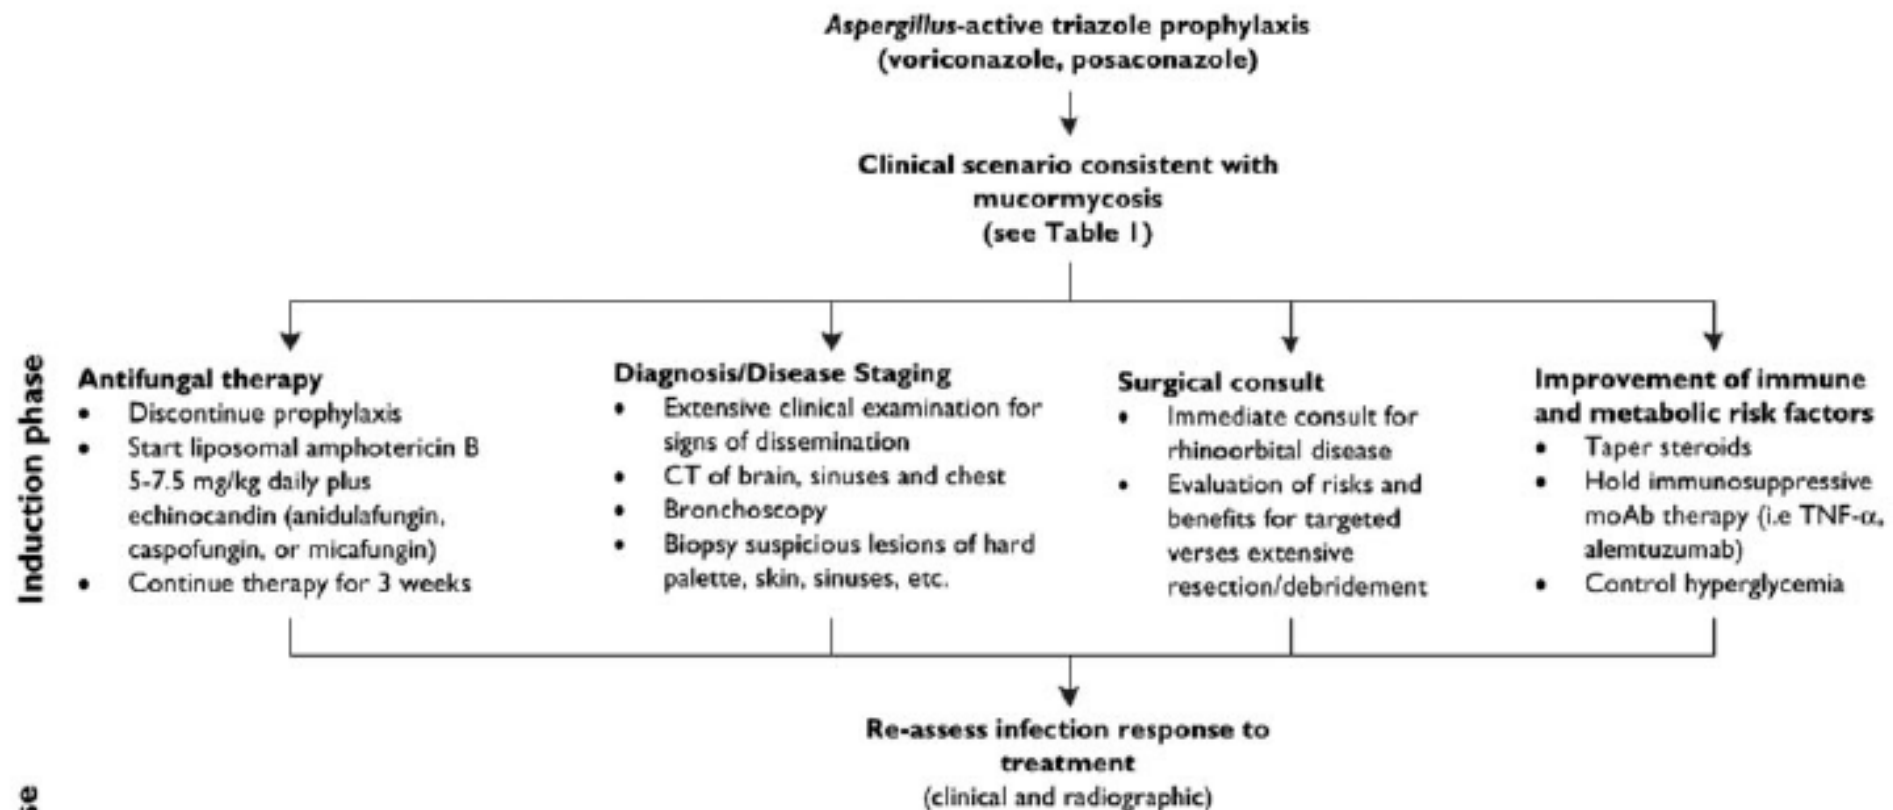 Aspergillus-active triazole prophylaxis
(voriconazole, posaconazole)
Clinical scenario consistent with
mucormycosis
(see Table 1)
Induction phase
Antifungal therapy
• Discontinue prophylaxis
• Start liposomal amphotericin B
5-7.5 mg/kg daily plus
echinocandin (anidulafungin,
caspofungin, or micafungin)
• Continue therapy for 3 weeks
Diagnosis/Disease Staging
• Extensive clinical examination for
signs of dissemination
• CT of brain, sinuses and chest
• Bronchoscopy
• Biopsy suspicious lesions of hard
palette, skin, sinuses, etc.
Surgical consult
• Immediate consult for
rhinoorbital disease
• Evaluation of risks and
benefits for targeted
verses extensive
resection/debridement
Improvement of immune
and metabolic risk factors
• Taper steroids
• Hold immunosuppressive
moAb therapy (i.e TNF-α,
alemtuzumab)
• Control hyperglycemia
Re-assess infection response to
treatment
(clinical and radiographic)